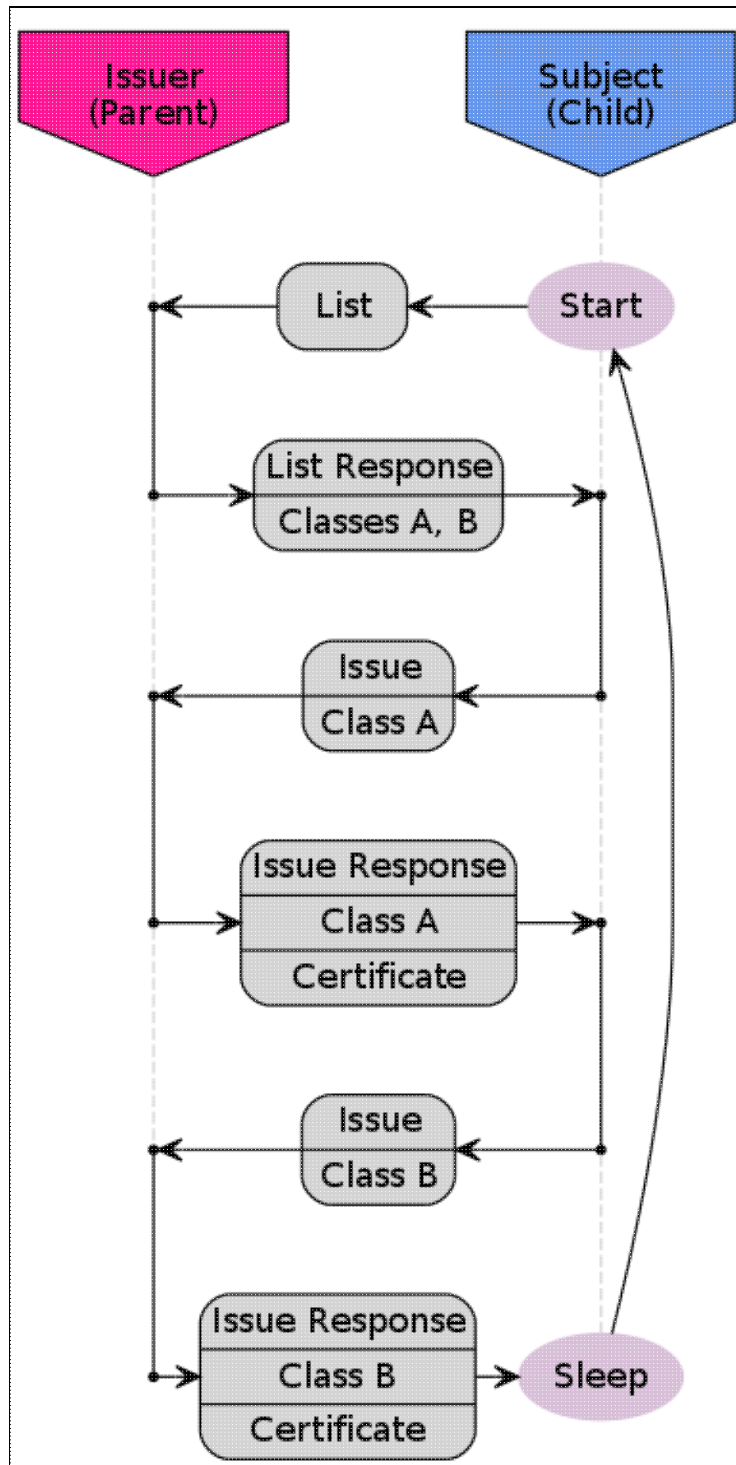 Issuer
(Parent)
Subject
(Child)
List
Start
List Response
Classes A, B
Issue
Class A
Issue Response
Class A
Certificate
Issue
Class B
Issue Response
Class B
Certificate
Sleep